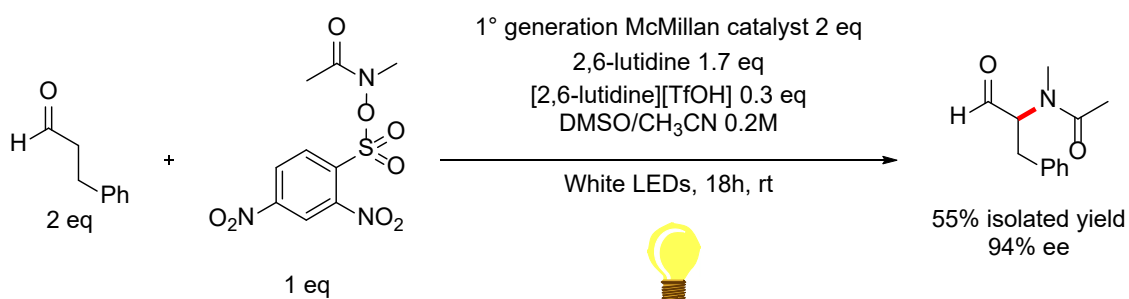 1° generation McMillan catalyst 2 eq
2,6-lutidine 1.7 eq
[2,6-lutidine][TfOH] 0.3 eq
DMSO/CH3CN 0.2M
White LEDs, 18h, rt
O
H
Ph
2 eq
+
O
N
O
S
O
O
O2N
NO2
1 eq
O
H
N
O
Ph
55% isolated yield
94% ee